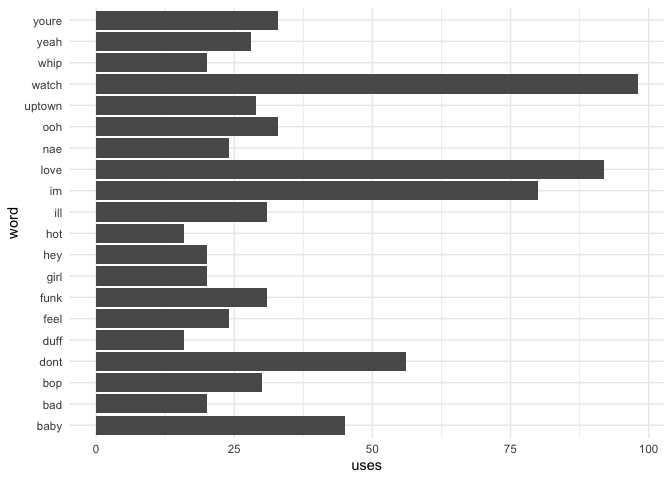 youre
yeah
whip
watch
uptown
ooh
nae
love
im
ill
hot
hey
girl
funk
feel
duff
dont
bop
bad
baby
word
0 25 50 75 100
uses